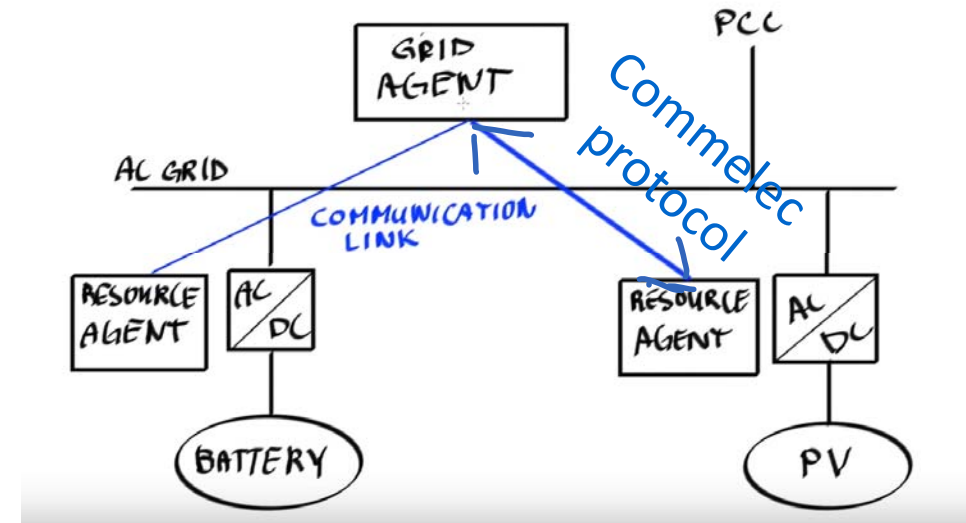 PCC
GRID
AGENT
Commelec
protocol
AC GRID
COMMUNICATION
LINK
RESOURCE
AGENT
AC
DC
RESOURCE
AGENT
AC
DC
BATTERY
PV